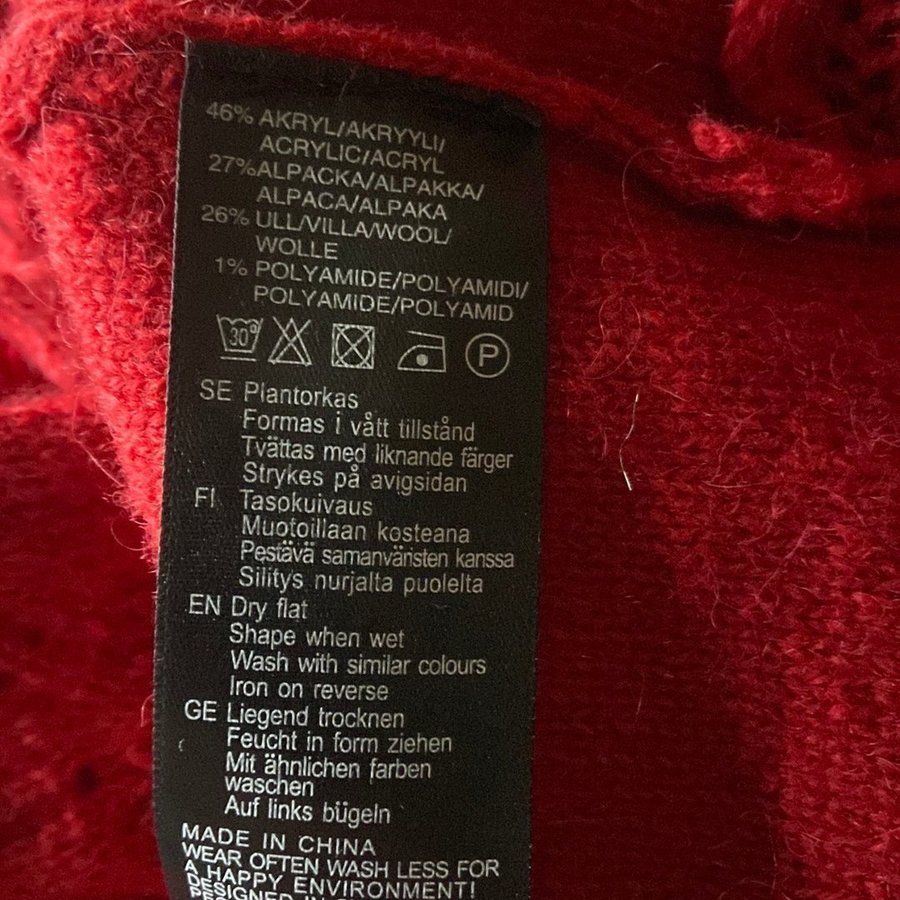 46% AKRYL/AKRYYLI/
ACRYLIC/ACRYL
27%ALPACKA/ALPAKKA/
ALPACA/ALPAKA
26% ULL/VILLA/WOOL/
WOLLE
1% POLYAMIDE/POLYAMIDI/
POLYAMIDE/POLYAMID
30° P
SE Plantorkas
Formas i vått tillstånd
Tvättas med liknande färger
Strykes på avigsidan
FI Tasokuivaus
Muotoillaan kosteana
Pestävä samanväristen kanssa
Silitys nurjalta puolelta
EN Dry flat
Shape when wet
Wash with similar colours
Iron on reverse
GE Liegend trocknen
Feucht in form ziehen
Mit ähnlichen farben
waschen
Auf links bügeln
MADE IN CHINA
WEAR OFTEN WASH LESS FOR
A HAPPY ENVIRONMENT!
DESIGNED IN